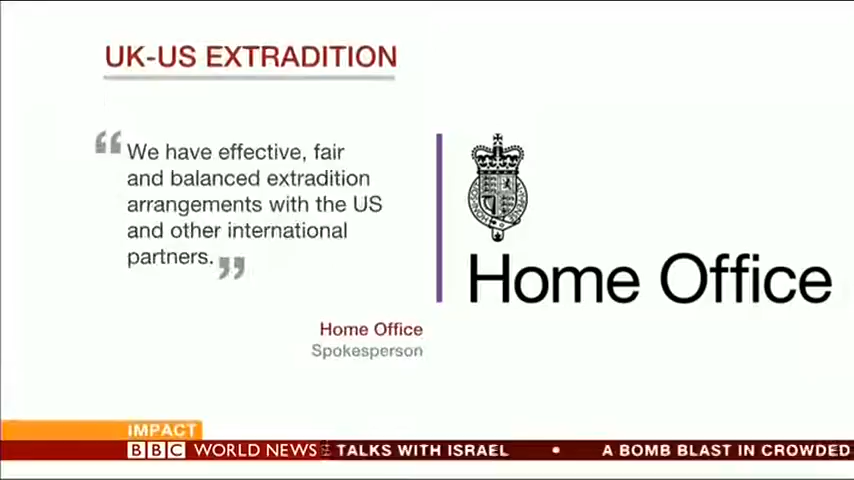 UK-US EXTRADITION
“We have effective, fair
and balanced extradition
arrangements with the US
and other international
partners.”
Home Office
Home Office
Spokesperson
IMPACT
BBC WORLD NEWS TALKS WITH ISRAEL • A BOMB BLAST IN CROWDED